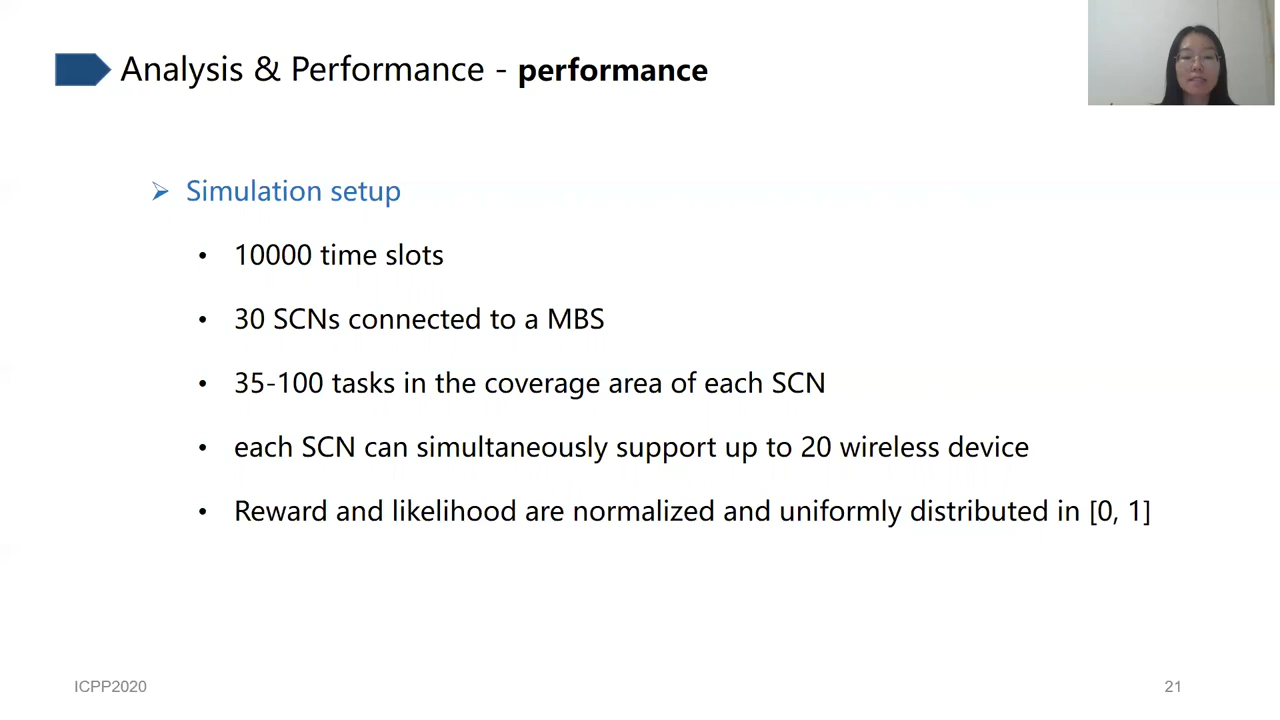 Analysis & Performance - performance
Simulation setup
10000 time slots
30 SCNs connected to a MBS
35-100 tasks in the coverage area of each SCN
each SCN can simultaneously support up to 20 wireless device
Reward and likelihood are normalized and uniformly distributed in [0, 1]
ICPP2020
21